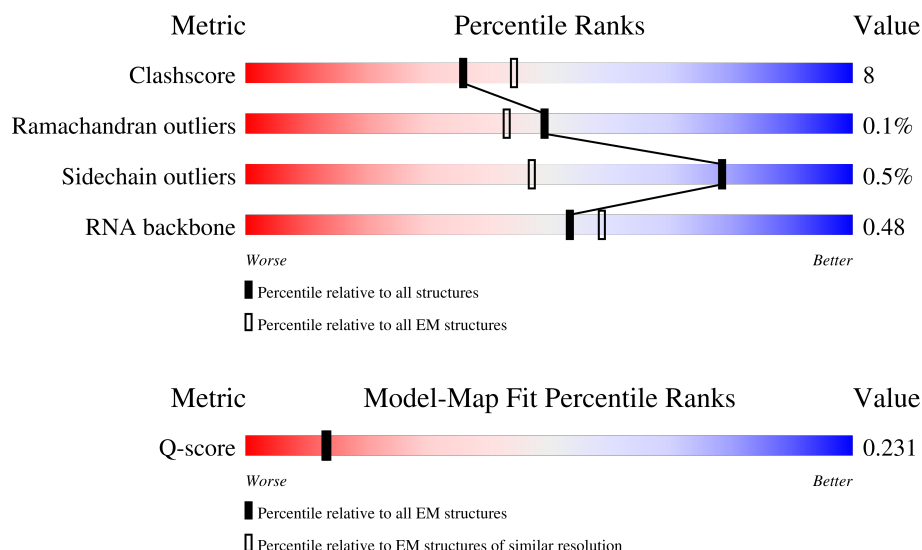 Metric Percentile Ranks Value
Clashscore 8
Ramachandran outliers 0.1%
Sidechain outliers 0.5%
RNA backbone 0.48
Worse Better
Percentile relative to all structures
Percentile relative to all EM structures
Metric Model-Map Fit Percentile Ranks Value
Q-score 0.231
Worse Better
Percentile relative to all EM structures
Percentile relative to EM structures of similar resolution